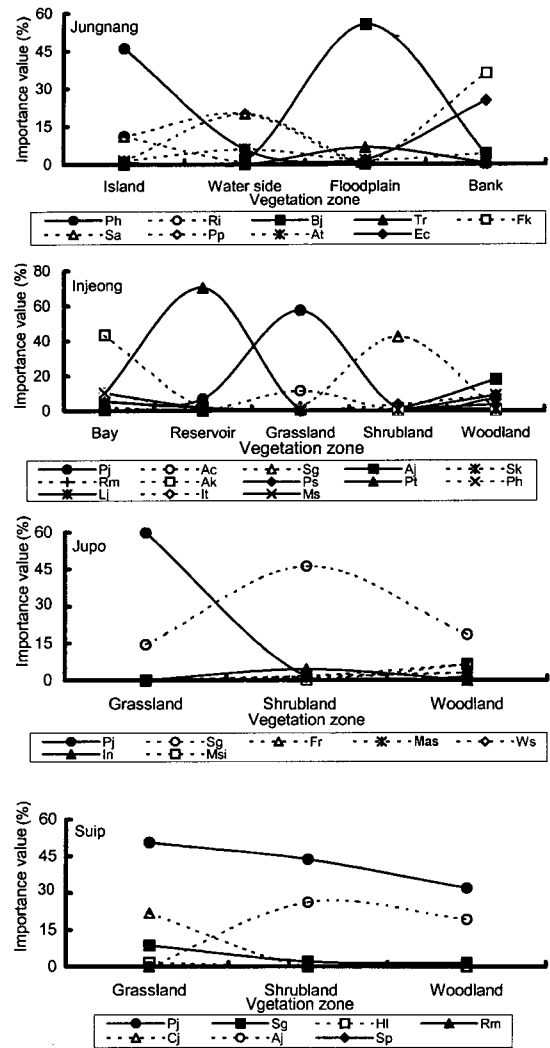 60
45
30
15
0
Importance value (%)
Jungnang
Island Water side Floodplain Bank
Vegetation zone
Ph Ri Bj Tr Fk
Sa Pp At Ec
80
60
40
20
0
Importance value (%)
Injeong
Bay Reservoir Grassland Shrubland Woodland
Vegetation zone
Pj Ac Sg Aj Sk
Rm Ak Ps Pt Ph
Lj It Ms
60
45
30
15
0
Importance value (%)
Jupo
Grassland Shrubland Woodland
Vegetation zone
Pj Sg Fr Mas Ws
In Msi
60
45
30
15
0
Importance value (%)
Suip
Grassland Shrubland Woodland
Vgetation zone
Pj Sg Hl Rm
Cj Aj Sp